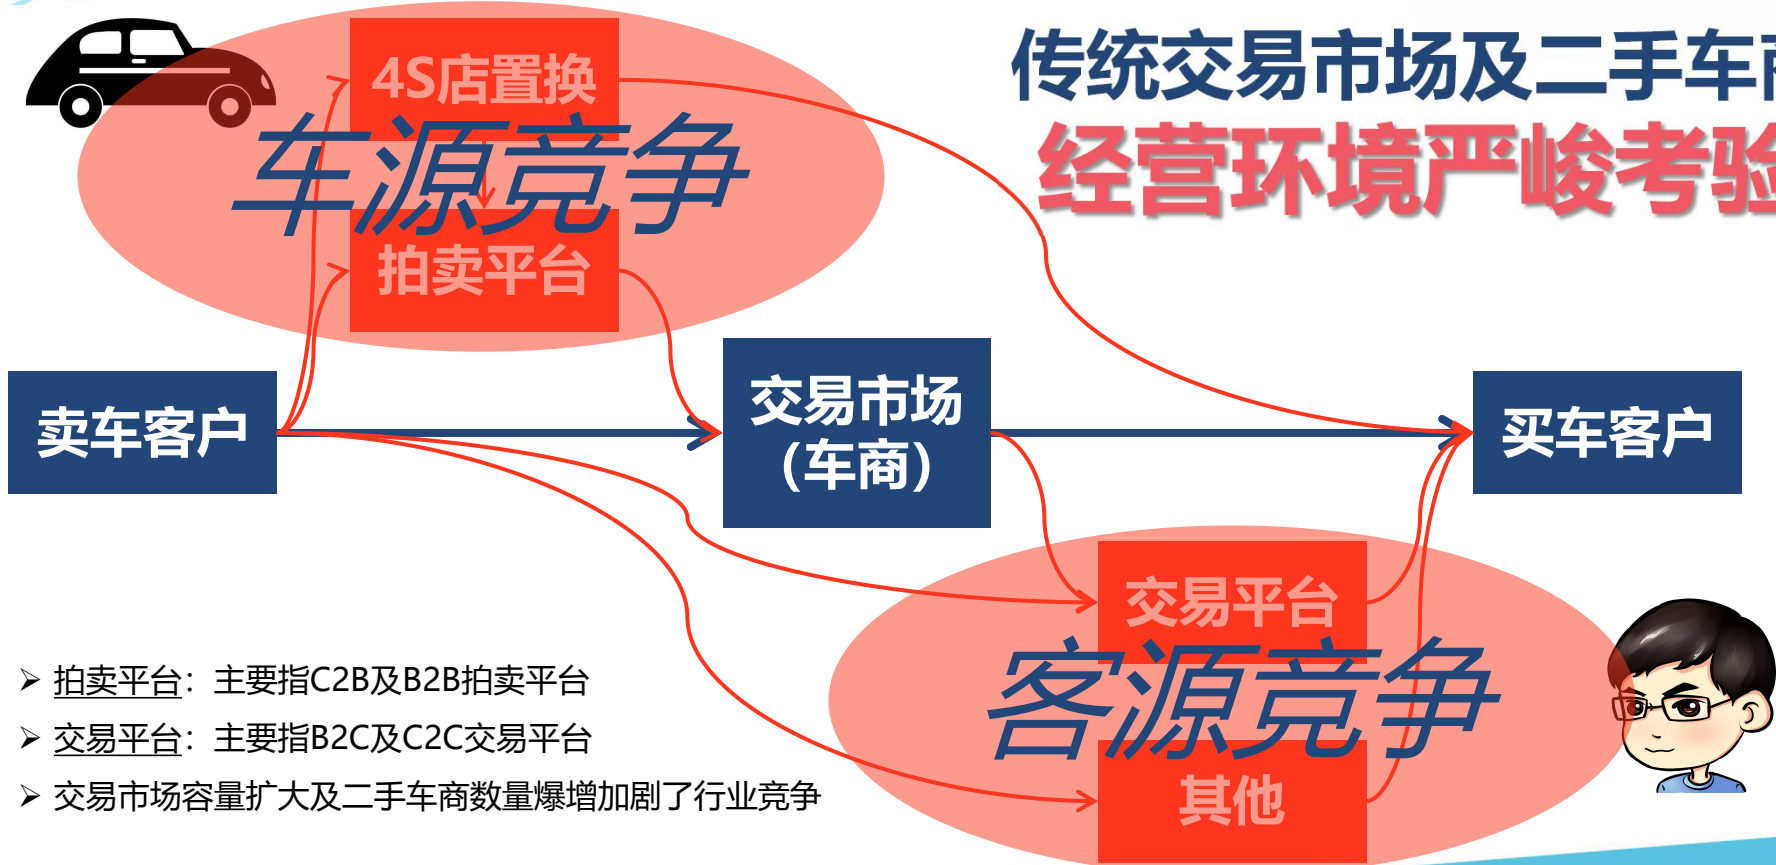 传统交易市场及二手车商
经营环境严峻考验
4S店置换
车源竞争
拍卖平台
卖车客户
交易市场
（车商）
买车客户
交易平台
客源竞争
其他
➢ 拍卖平台：主要指C2B及B2B拍卖平台
➢ 交易平台：主要指B2C及C2C交易平台
➢ 交易市场容量扩大及二手车商数量爆增加剧了行业竞争